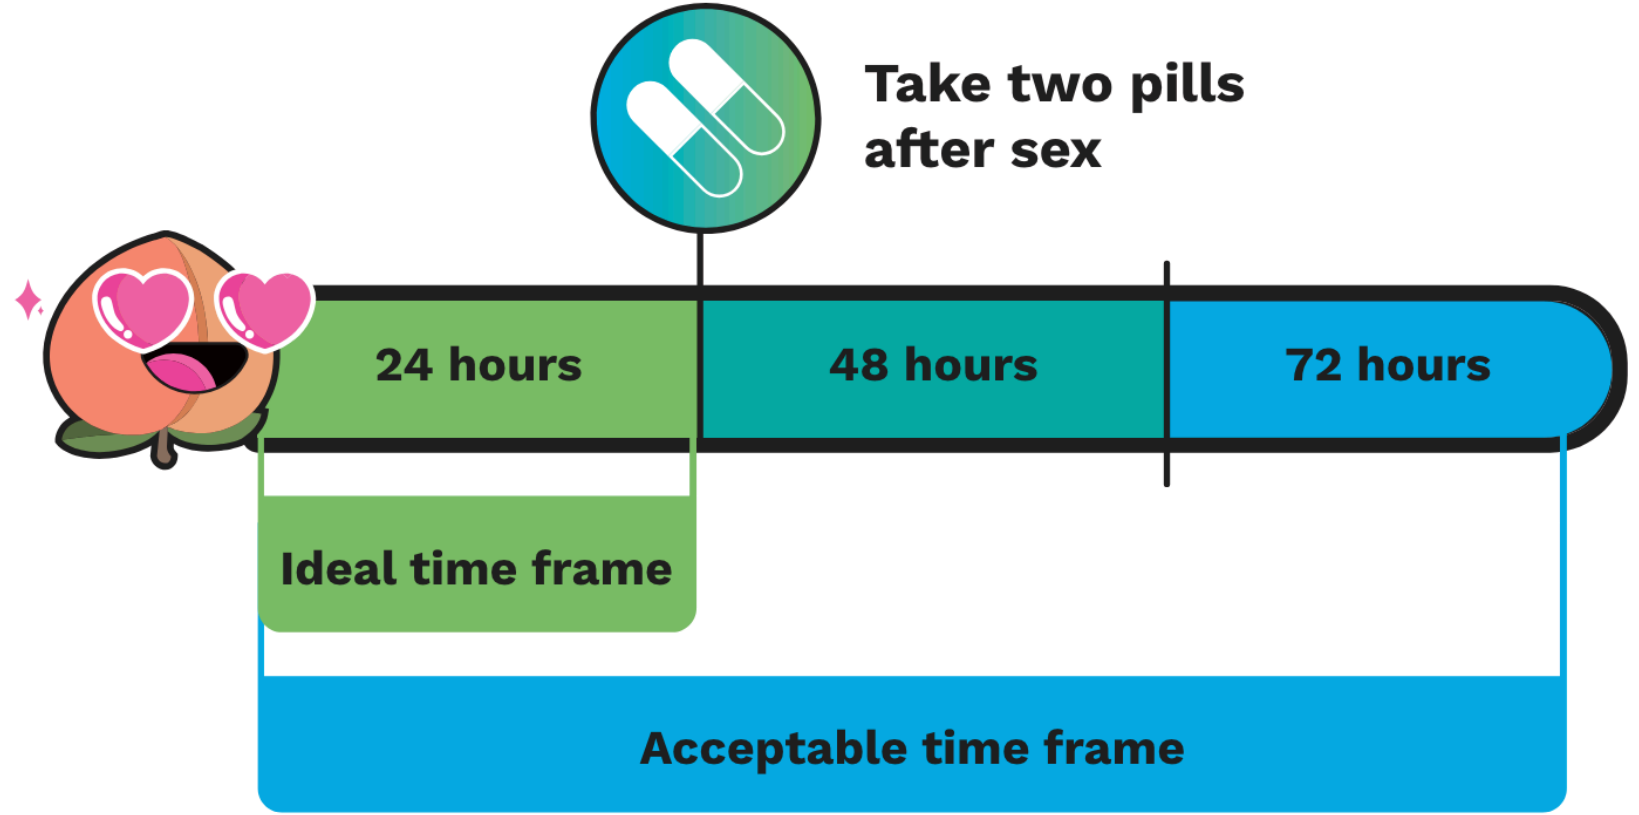 Take two pills
after sex
24 hours
48 hours
72 hours
Ideal time frame
Acceptable time frame